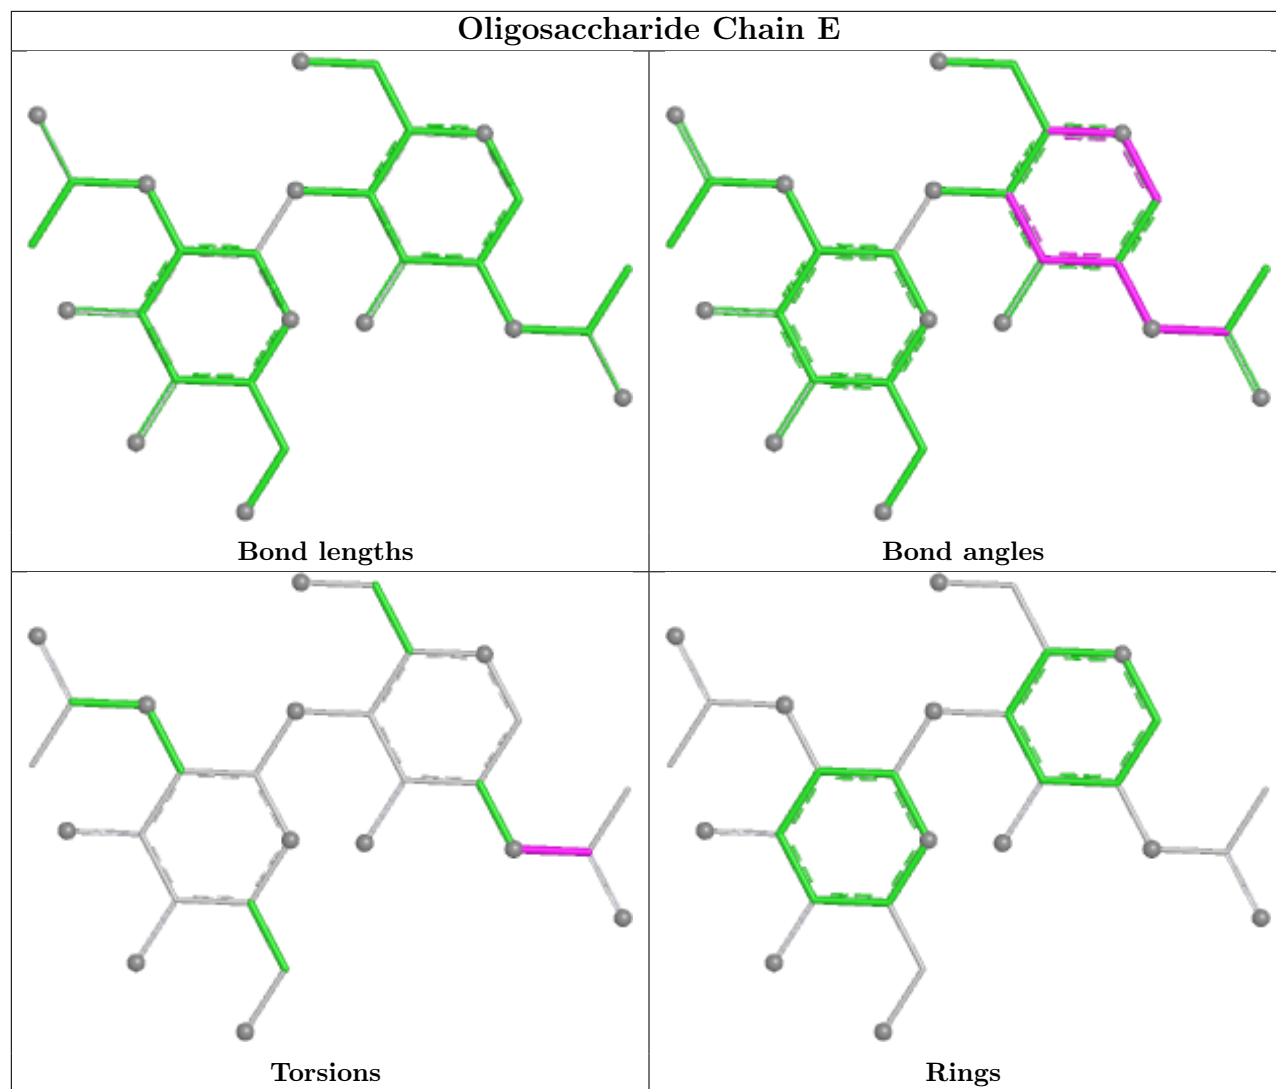 Oligosaccharide Chain E
Bond lengths
Bond angles
Torsions
Rings